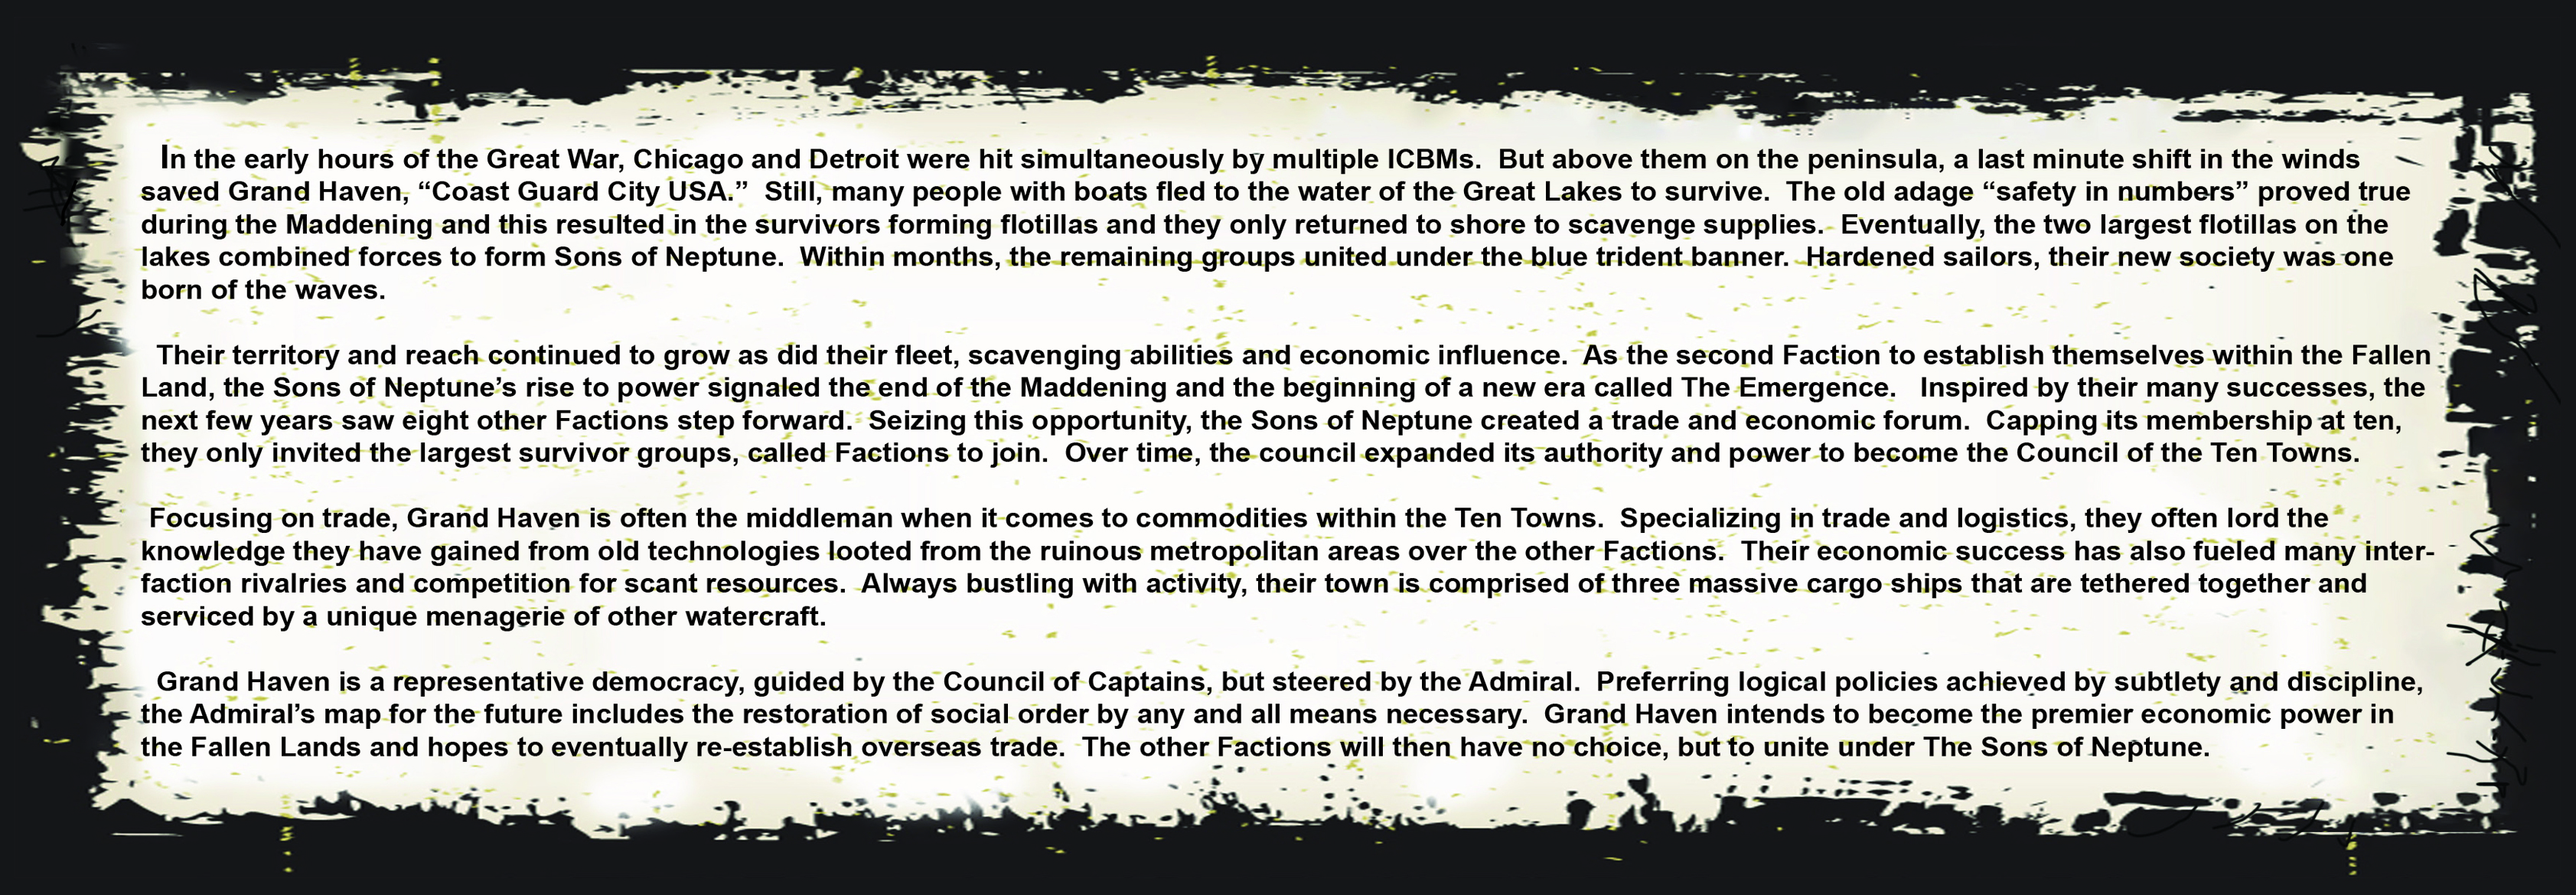 In the early hours of the Great War, Chicago and Detroit were hit simultaneously by multiple ICBMs.  But above them on the peninsula, a last minute shift in the winds
saved Grand Haven, “Coast Guard City USA.”  Still, many people with boats fled to the water of the Great Lakes to survive.  The old adage “safety in numbers” proved true
during the Maddening and this resulted in the survivors forming flotillas and they only returned to shore to scavenge supplies.  Eventually, the two largest flotillas on the
lakes combined forces to form Sons of Neptune.  Within months, the remaining groups united under the blue trident banner.  Hardened sailors, their new society was one
born of the waves.
Their territory and reach continued to grow as did their fleet, scavenging abilities and economic influence.  As the second Faction to establish themselves within the Fallen
Land, the Sons of Neptune’s rise to power signaled the end of the Maddening and the beginning of a new era called The Emergence.   Inspired by their many successes, the
next few years saw eight other Factions step forward.  Seizing this opportunity, the Sons of Neptune created a trade and economic forum.  Capping its membership at ten,
they only invited the largest survivor groups, called Factions to join.  Over time, the council expanded its authority and power to become the Council of the Ten Towns.
Focusing on trade, Grand Haven is often the middleman when it comes to commodities within the Ten Towns.  Specializing in trade and logistics, they often lord the
knowledge they have gained from old technologies looted from the ruinous metropolitan areas over the other Factions.  Their economic success has also fueled many inter-
faction rivalries and competition for scant resources.  Always bustling with activity, their town is comprised of three massive cargo ships that are tethered together and
serviced by a unique menagerie of other watercraft.
Grand Haven is a representative democracy, guided by the Council of Captains, but steered by the Admiral.  Preferring logical policies achieved by subtlety and discipline,
the Admiral’s map for the future includes the restoration of social order by any and all means necessary.  Grand Haven intends to become the premier economic power in
the Fallen Lands and hopes to eventually re-establish overseas trade.  The other Factions will then have no choice, but to unite under The Sons of Neptune.